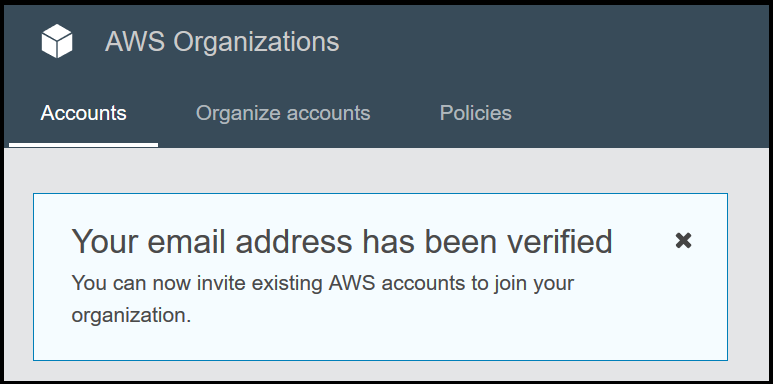 AWS Organizations
Accounts Organize accounts Policies
Your email address has been verified
You can now invite existing AWS accounts to join your
organization.